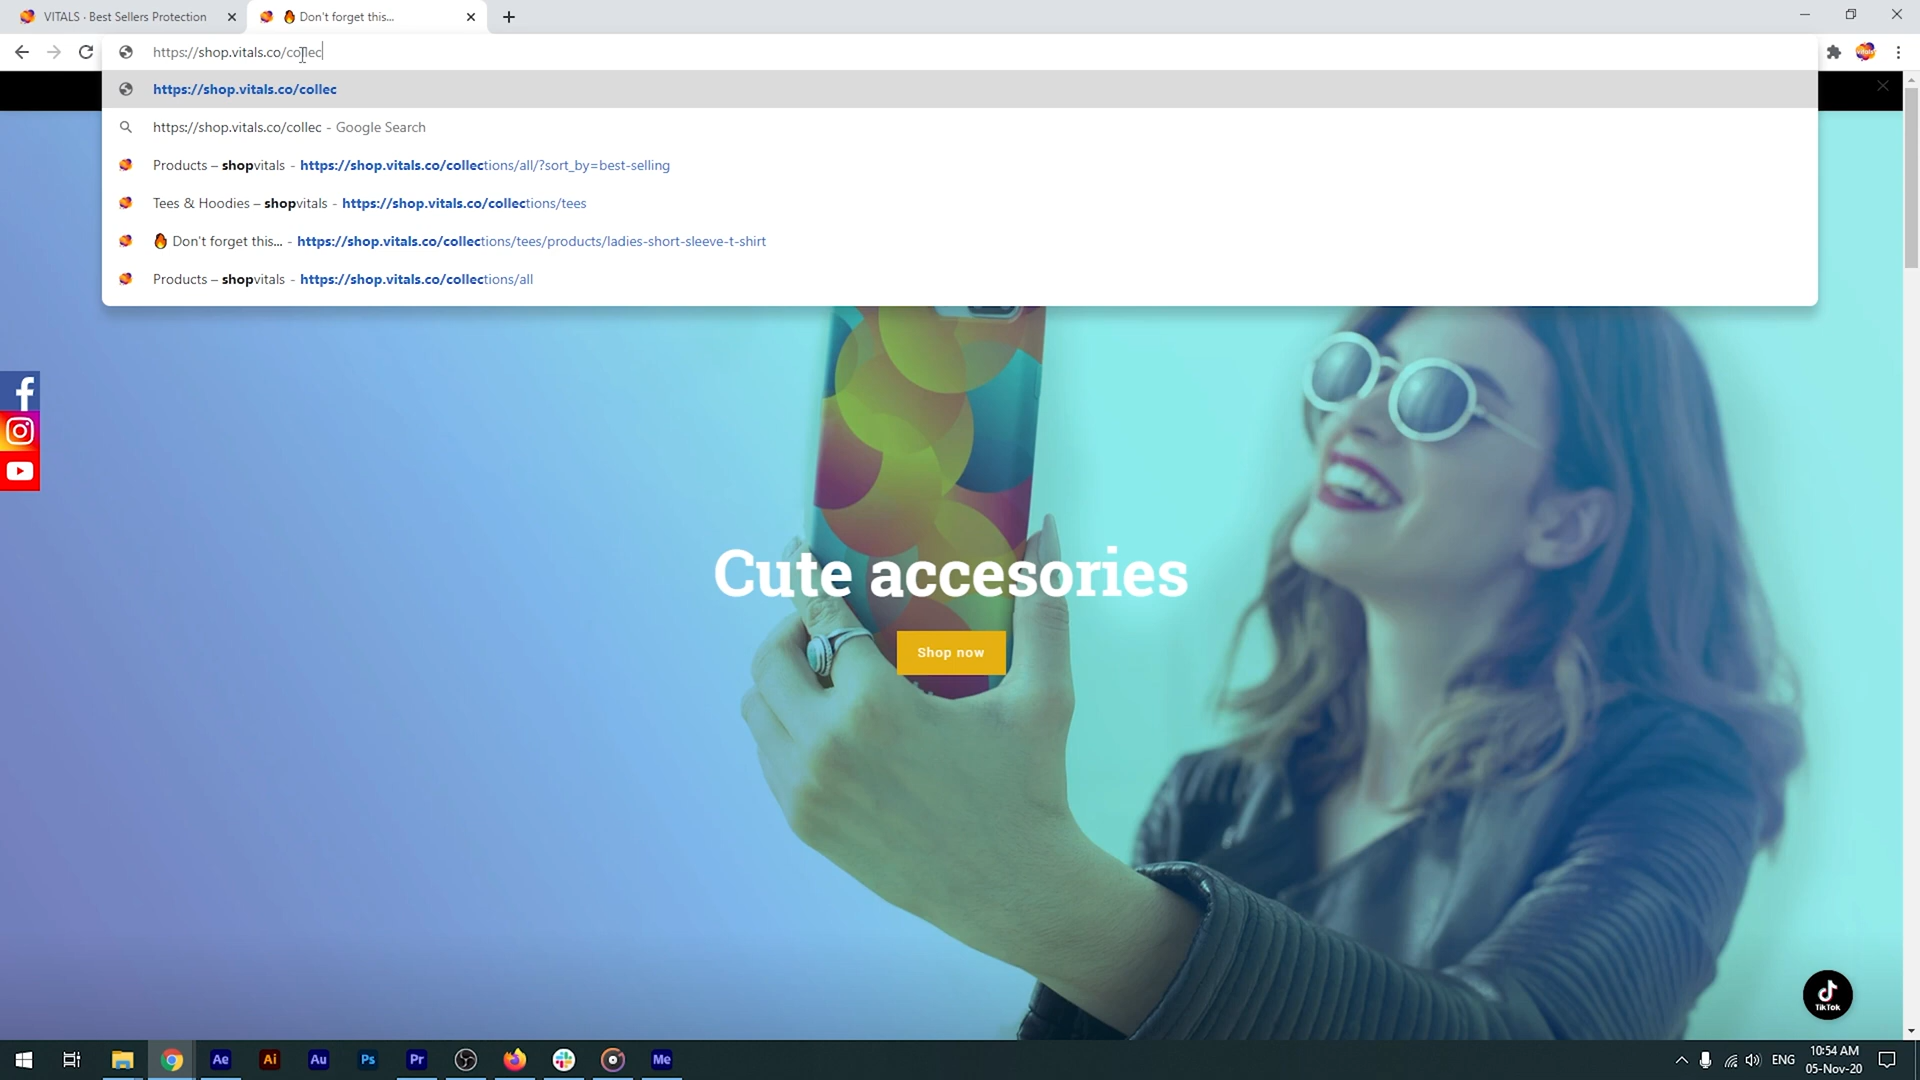 VITALS · Best Sellers Protection
🔥 Don't forget this...
https://shop.vitals.co/collec
https://shop.vitals.co/collec
https://shop.vitals.co/collec - Google Search
Products – shopvitals - https://shop.vitals.co/collections/all/?sort_by=best-selling
Tees & Hoodies – shopvitals - https://shop.vitals.co/collections/tees
🔥 Don't forget this... - https://shop.vitals.co/collections/tees/products/ladies-short-sleeve-t-shirt
Products – shopvitals - https://shop.vitals.co/collections/all
Cute accesories
Shop now
TikTok
Ae
Ai
Au
Ps
Pr
Me
ENG
10:54 AM
05-Nov-20